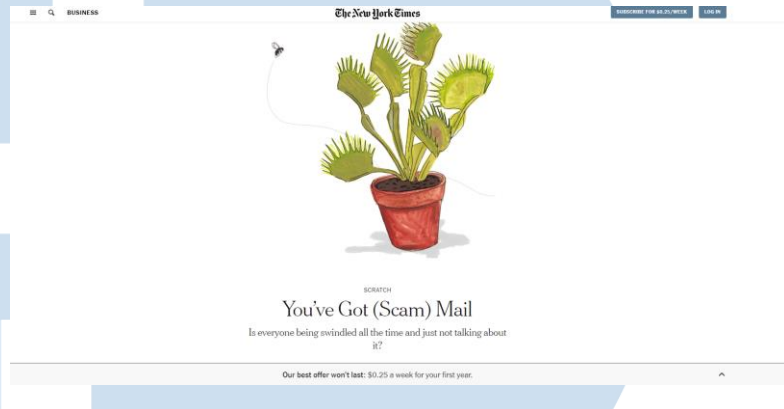 BUSINESS
The New York Times
SUBSCRIBE FOR $0.25/WEEK
LOG IN
SCRATCH
You've Got (Scam) Mail
Is everyone being swindled all the time and just not talking about
it?
Our best offer won't last: $0.25 a week for your first year.